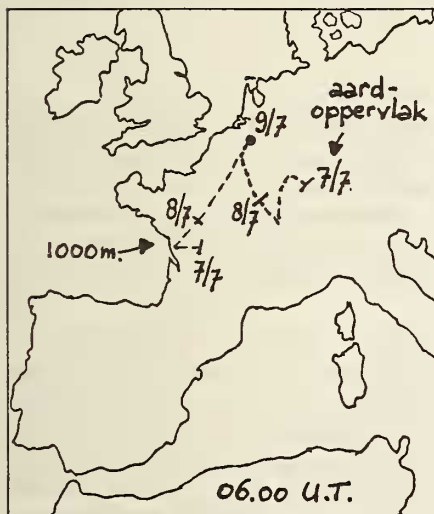 aard-
oppervlak
9/7
7/7.
8/7
8/7
1000m.
7/7
06.00 U.T.